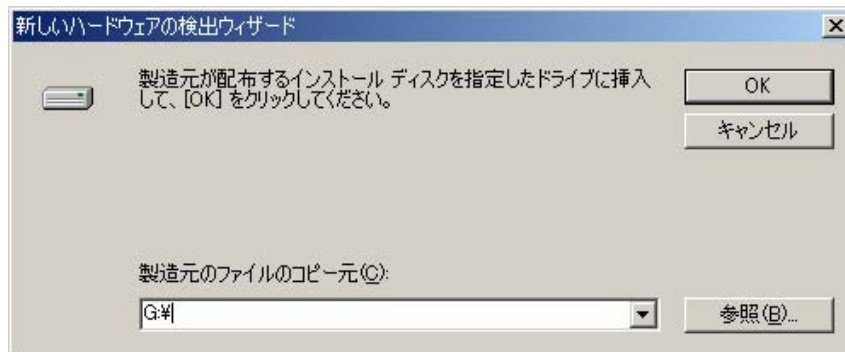 新しいハードウェアの検出ウィザード
製造元が配布するインストール ディスクを指定したドライブに挿入
して、[OK] をクリックしてください。
OK
キャンセル
製造元のファイルのコピー元(C):
G:¥
参照(B)...